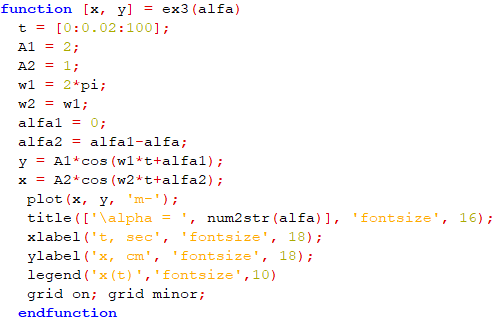 function [x, y] = ex3(alfa)
t = [0:0.02:100];
A1 = 2;
A2 = 1;
w1 = 2*pi;
w2 = w1;
alfa1 = 0;
alfa2 = alfa1-alfa;
y = A1*cos(w1*t+alfa1);
x = A2*cos(w2*t+alfa2);
plot(x, y, 'm-');
title(['\alpha = ', num2str(alfa)], 'fontsize', 16);
xlabel('t, sec', 'fontsize', 18);
ylabel('x, cm', 'fontsize', 18);
legend('x(t)','fontsize',10)
grid on; grid minor;
endfunction